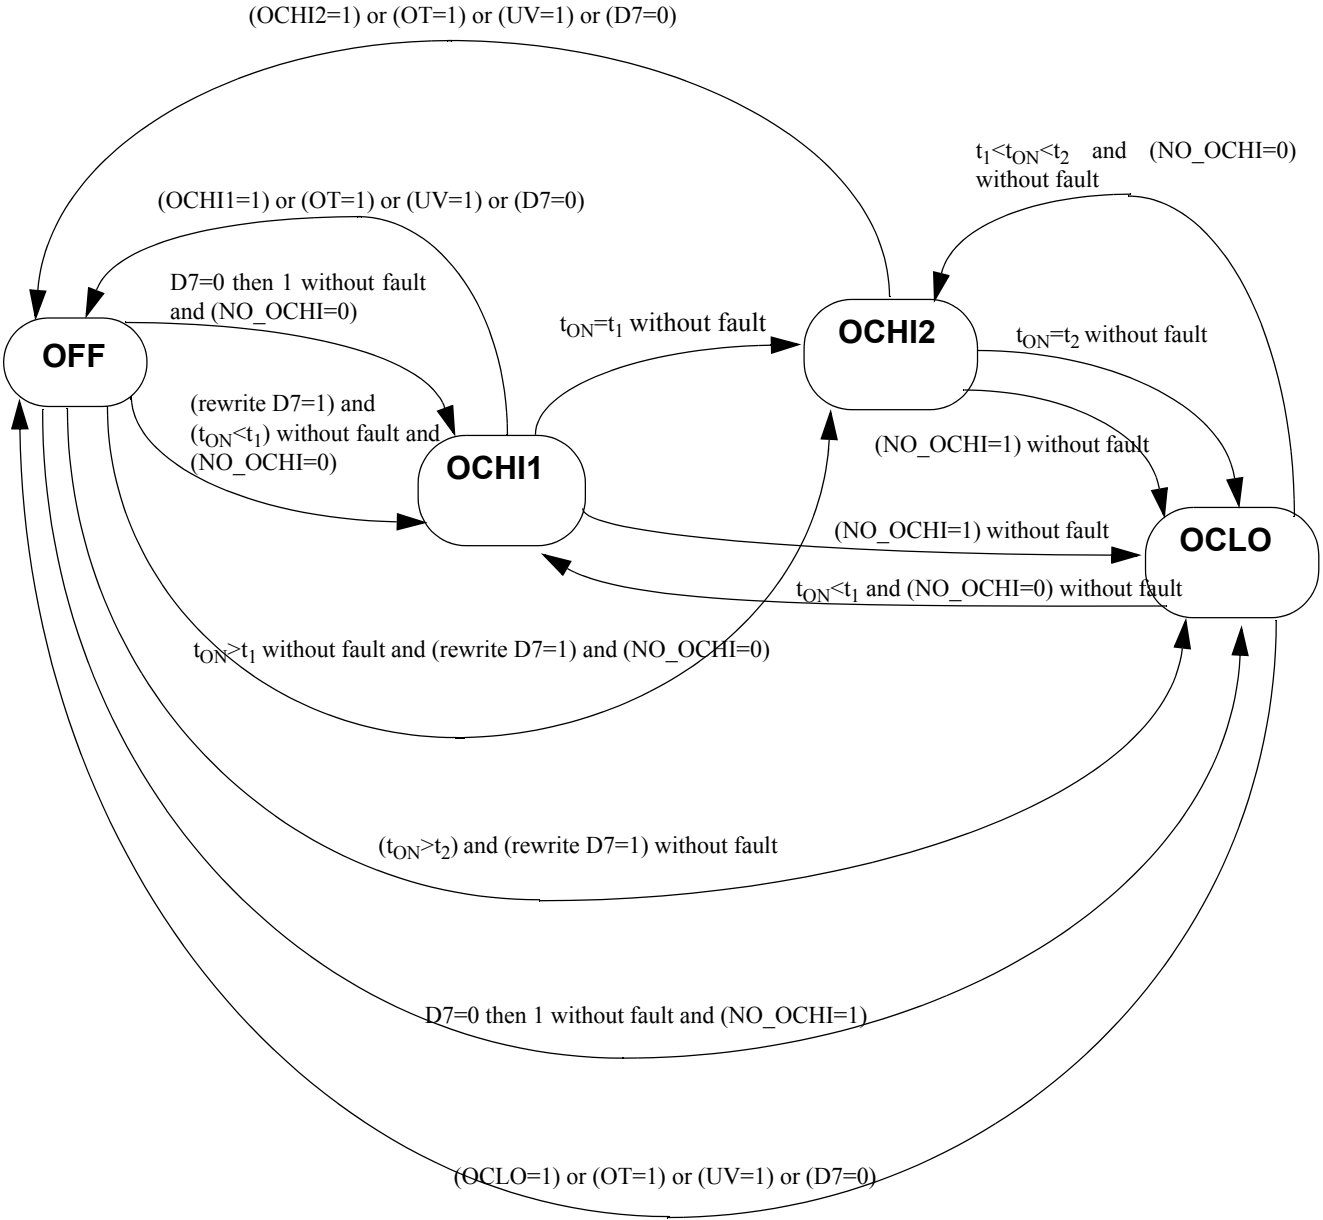 (OCHI2=1) or (OT=1) or (UV=1) or (D7=0)
t1<tON<t2 and (NO_OCHI=0)
without fault
(OCHI1=1) or (OT=1) or (UV=1) or (D7=0)
D7=0 then 1 without fault
and (NO_OCHI=0)
tON=t1 without fault
OCHI2
tON=t2 without fault
OFF
(rewrite D7=1) and
(tON<t1) without fault and
(NO_OCHI=0)
(NO_OCHI=1) without fault
OCHI1
(NO_OCHI=1) without fault
OCLO
tON<t1 and (NO_OCHI=0) without fault
tON>t1 without fault and (rewrite D7=1) and (NO_OCHI=0)
(tON>t2) and (rewrite D7=1) without fault
D7=0 then 1 without fault and (NO_OCHI=1)
(OCLO=1) or (OT=1) or (UV=1) or (D7=0)